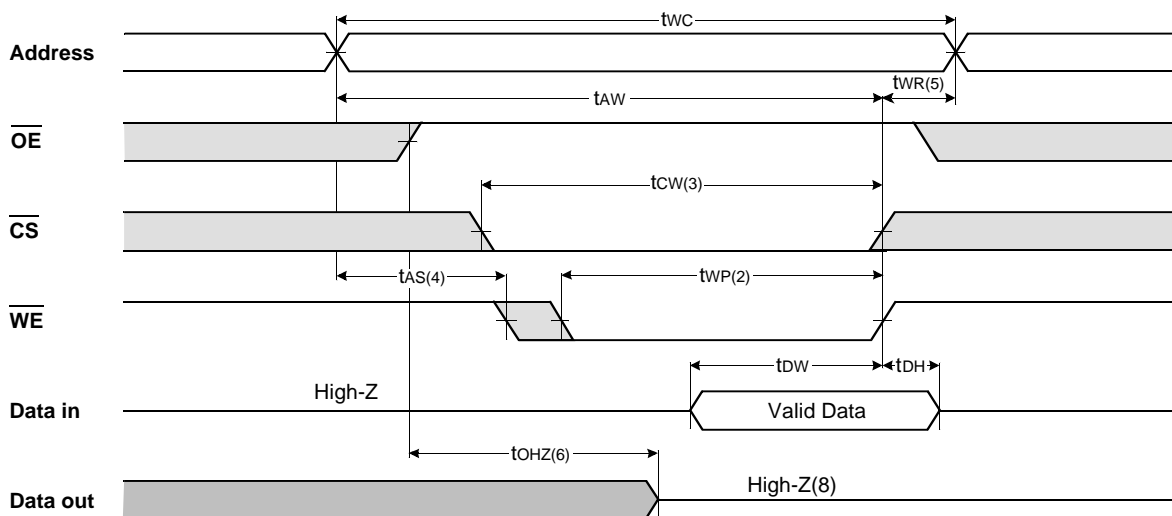 tWC
Address
tAW
tWR(5)
OE
tCW(3)
CS
tAS(4)
tWP(2)
WE
tDW
tDH
High-Z
Data in
Valid Data
tOHZ(6)
High-Z(8)
Data out